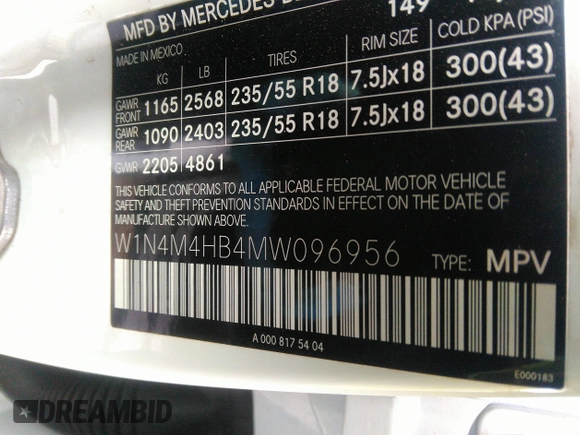 MFD BY MERCEDES
149
MADE IN MEXICO
KG LB TIRES RIM SIZE COLD KPA (PSI)
GAWR FRONT 1165 2568 235/55 R18 7.5Jx18 300(43)
GAWR REAR 1090 2403 235/55 R18 7.5Jx18 300(43)
GVWR 2205 4861
THIS VEHICLE CONFORMS TO ALL APPLICABLE FEDERAL MOTOR VEHICLE
SAFETY AND THEFT PREVENTION STANDARDS IN EFFECT ON THE DATE OF
MANUFACTURE SHOWN ABOVE.
W1N4M4HB4MW096956 TYPE: MPV
A 000 817 54 04
E000183
DREAMBID